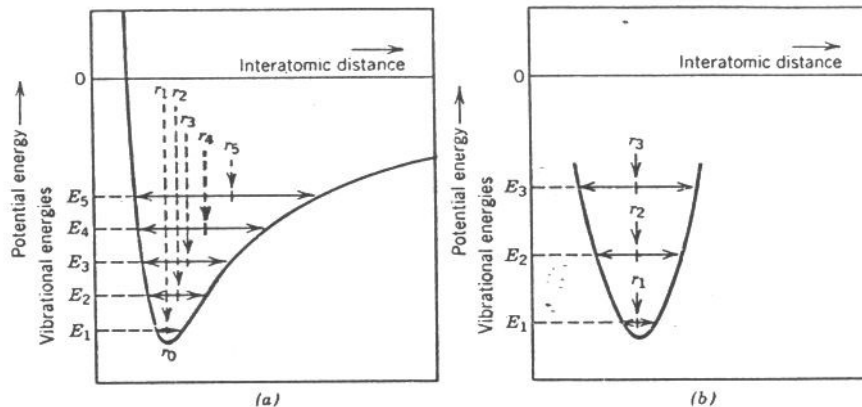 Potential energy →
Vibrational energies
0
Interatomic distance
r1
r2
r3
r4
r5
E5
E4
E3
E2
E1
r0
(a)
Potential energy →
Vibrational energies
0
Interatomic distance
r3
r2
r1
E3
E2
E1
(b)